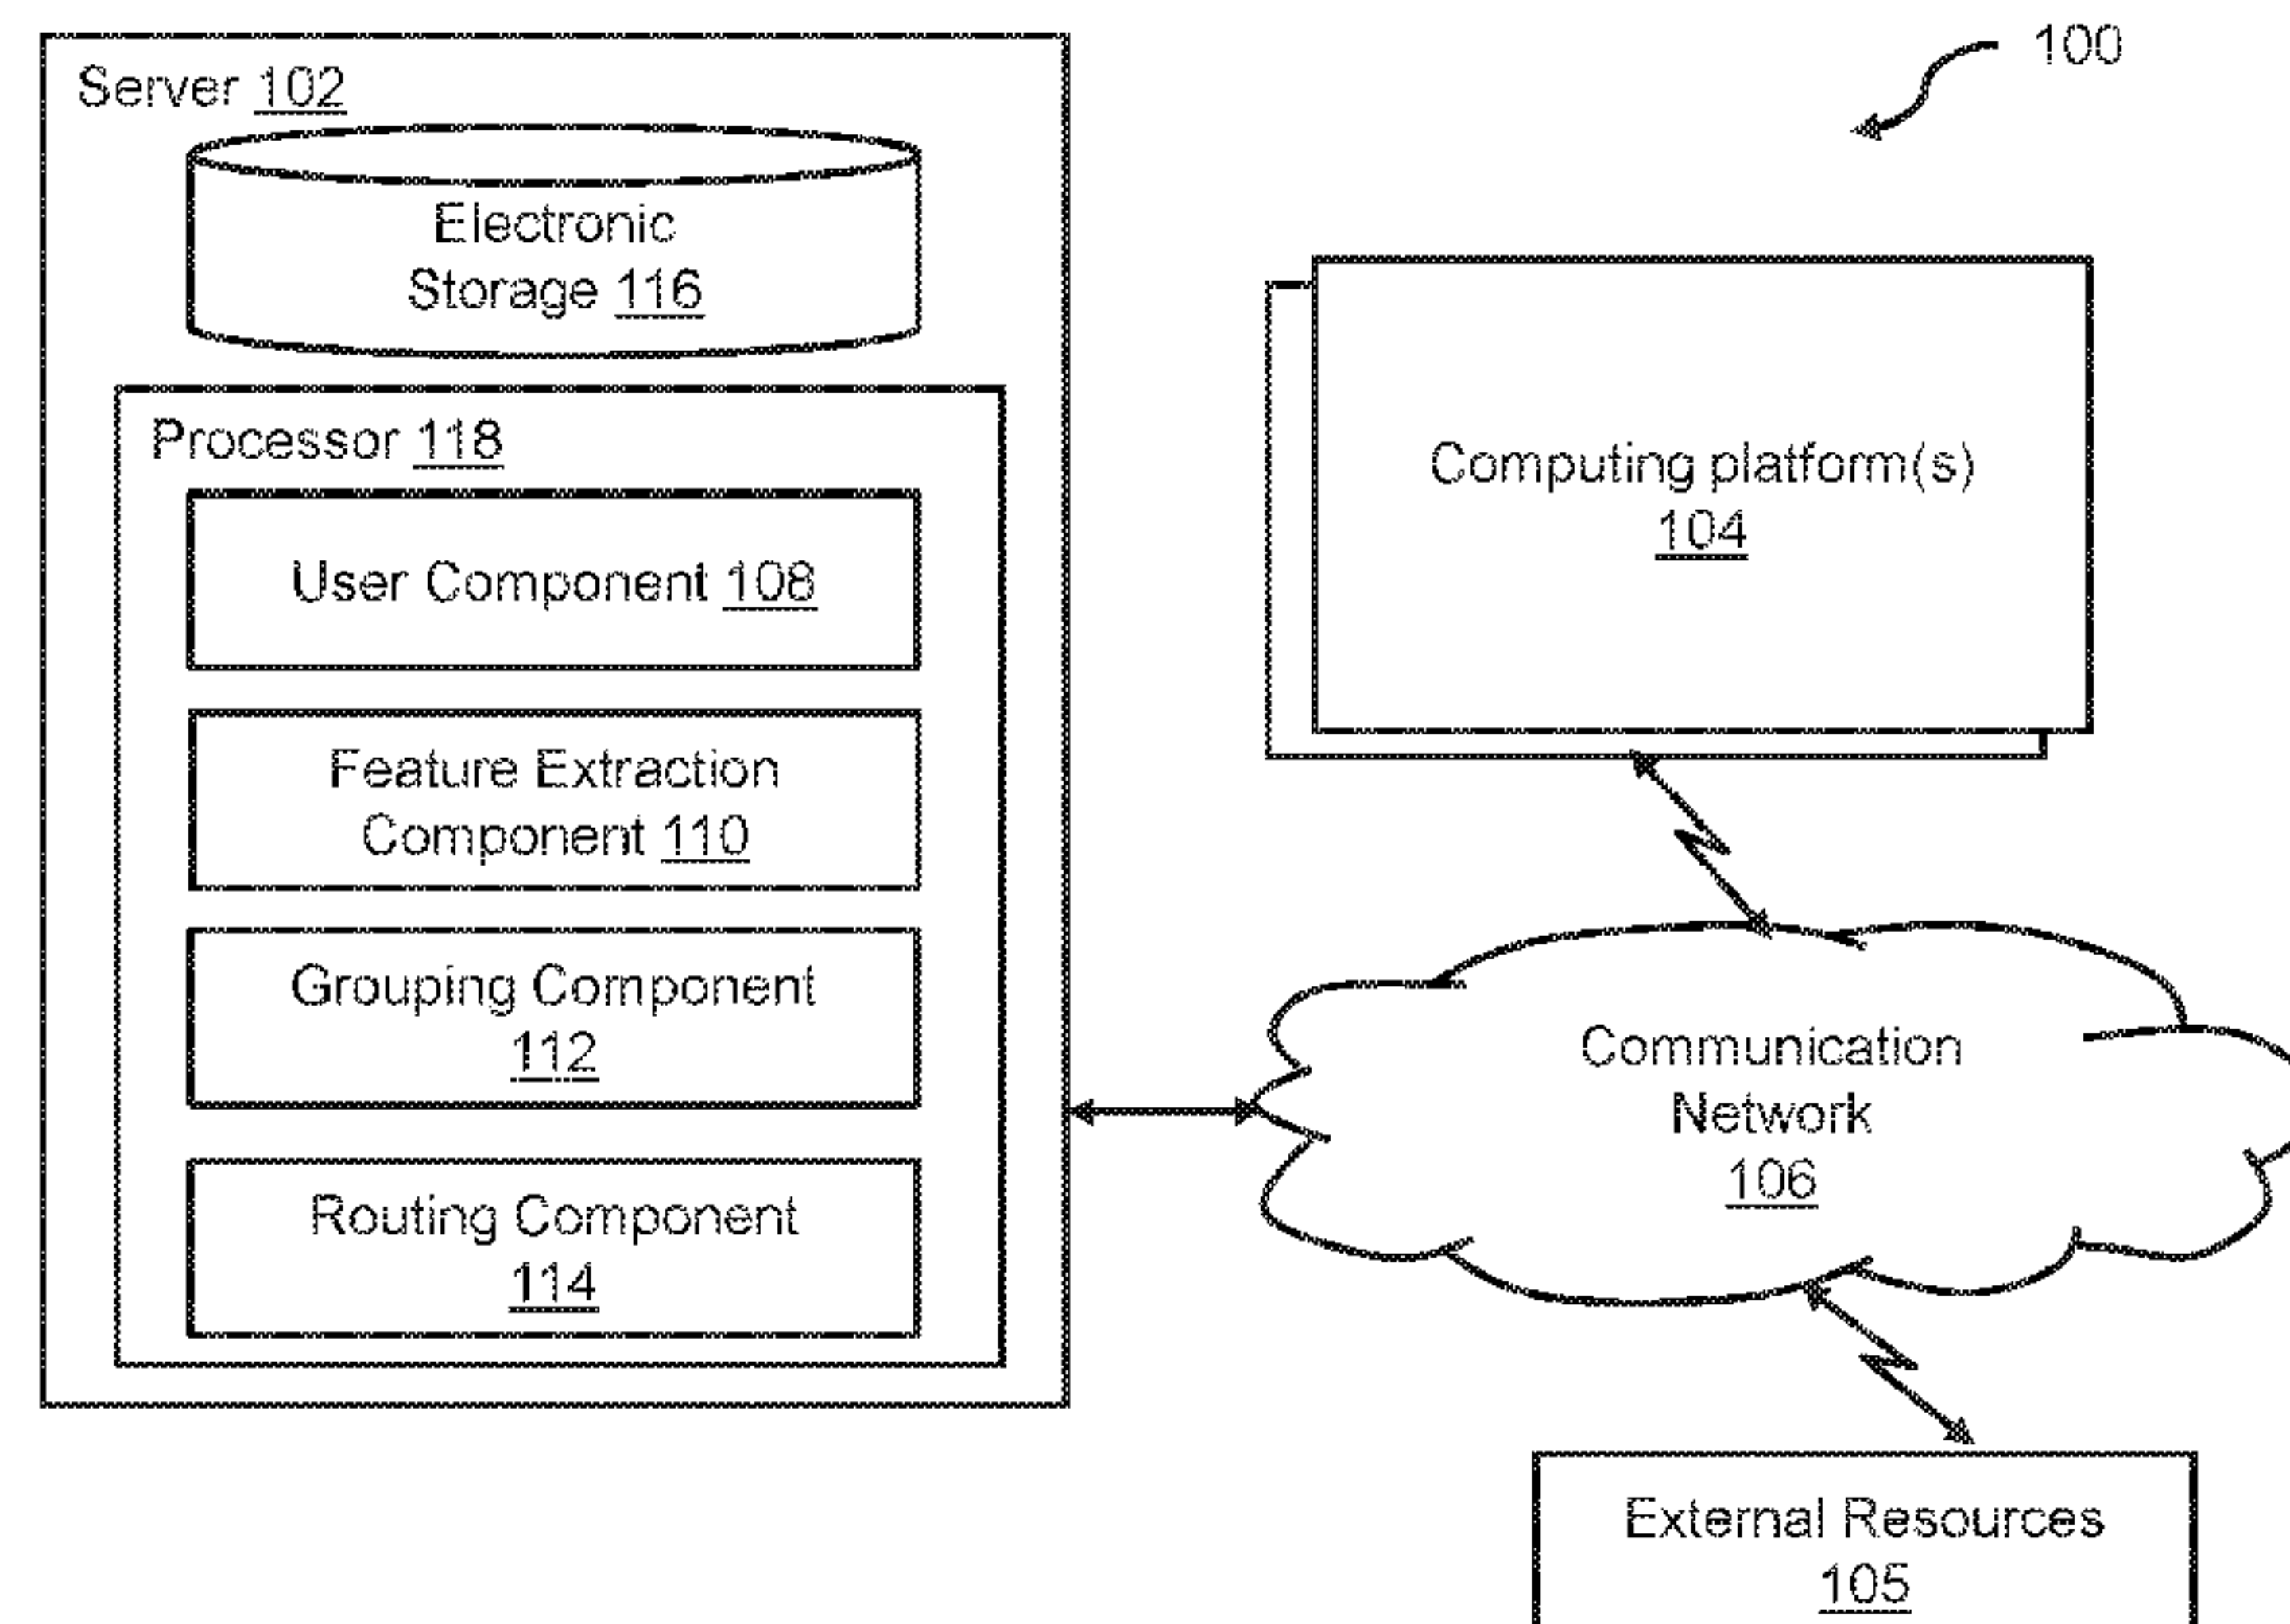 100
Server 102
Electronic
Storage 116
Processor 118
User Component 108
Feature Extraction
Component 110
Grouping Component
112
Routing Component
114
Computing platform(s)
104
Communication
Network
106
External Resources
105